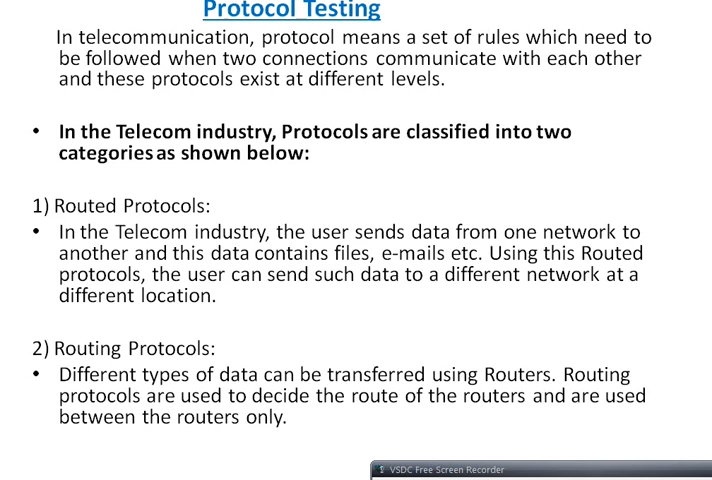 Protocol Testing
In telecommunication, protocol means a set of rules which need to
be followed when two connections communicate with each other
and these protocols exist at different levels.
• In the Telecom industry, Protocols are classified into two
categories as shown below:
1) Routed Protocols:
• In the Telecom industry, the user sends data from one network to
another and this data contains files, e-mails etc. Using this Routed
protocols, the user can send such data to a different network at a
different location.
2) Routing Protocols:
• Different types of data can be transferred using Routers. Routing
protocols are used to decide the route of the routers and are used
between the routers only.
VSDC Free Screen Recorder